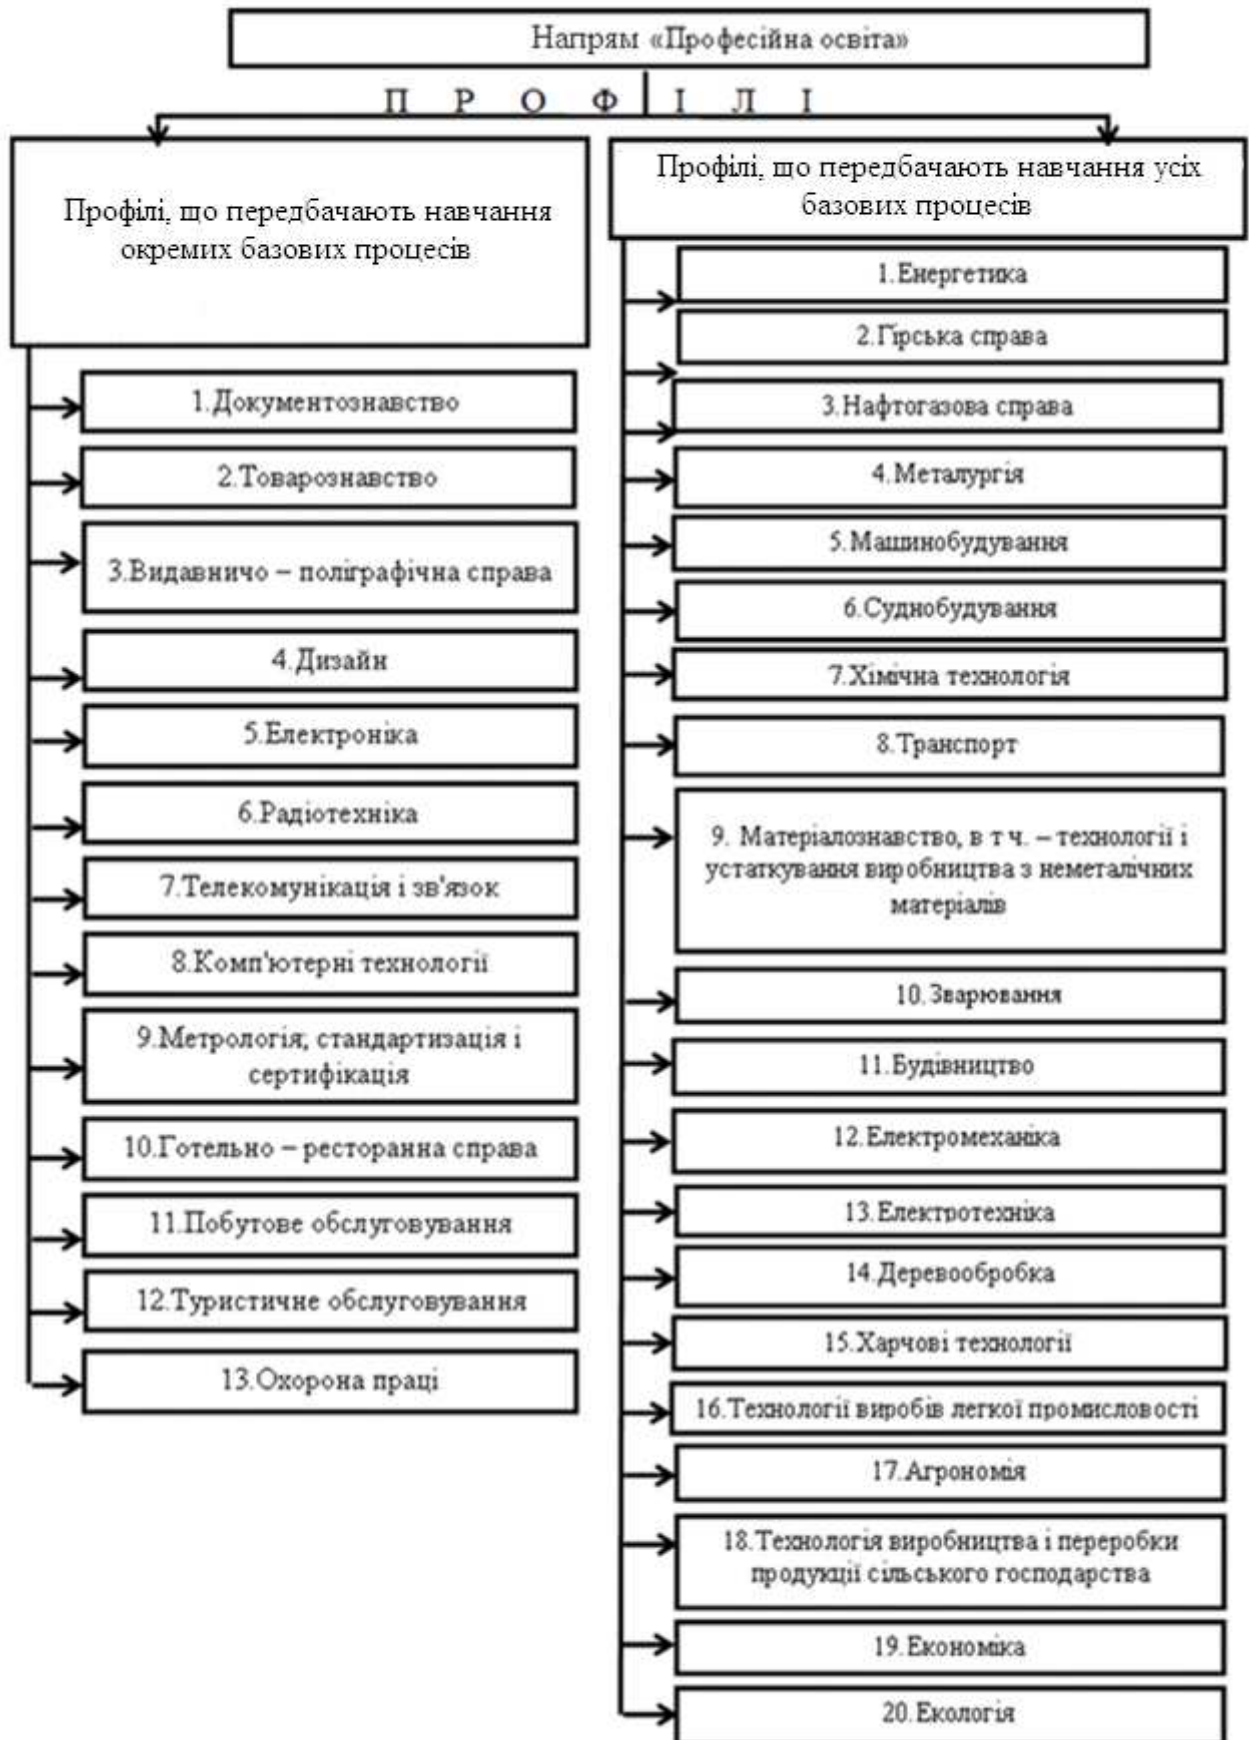 Напрям «Професійна освіта»
П Р О Ф І Л І
Профілі, що передбачають навчання
окремих базових процесів
1.Документознавство
2.Товарознавство
3.Видавничо – поліграфічна справа
4.Дизайн
5.Електроніка
6.Радіотехніка
7.Телекомунікація і зв'язок
8.Комп'ютерні технології
9.Метрологія, стандартизація і
сертифікація
10.Готельно – ресторанна справа
11.Побутове обслуговування
12.Туристичне обслуговування
13.Охорона праці
Профілі, що передбачають навчання усіх
базових процесів
1.Енергетика
2.Гірська справа
3.Нафтогазова справа
4.Металургія
5.Машинобудування
6.Суднобудування
7.Хімічна технологія
8.Транспорт
9. Матеріалознавство, в т ч. – технології і
устаткування виробництва з неметалічних
матеріалів
10.Зварювання
11.Будівництво
12.Електромеханіка
13.Електротехніка
14.Деревообробка
15.Харчові технології
16.Технології виробів легкої промисловості
17.Агрономія
18.Технологія виробництва і переробки
продукції сільського господарства
19.Економіка
20.Екологія